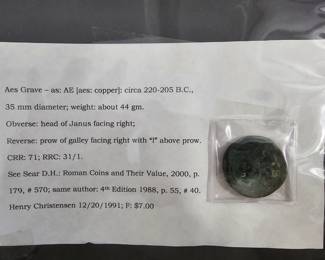 Aes Grave – as: AE [aes: copper]: circa 220-205 B.C.,
35 mm diameter; weight: about 44 gm.
Obverse: head of Janus facing right;
Reverse: prow of galley facing right with "l" above prow.
CRR: 71; RRC: 31/1.
See Sear D.H.: Roman Coins and Their Value, 2000, p.
179, # 570; same author: 4th Edition 1988, p. 55, # 40.
Henry Christensen 12/20/1991; F: $7.00